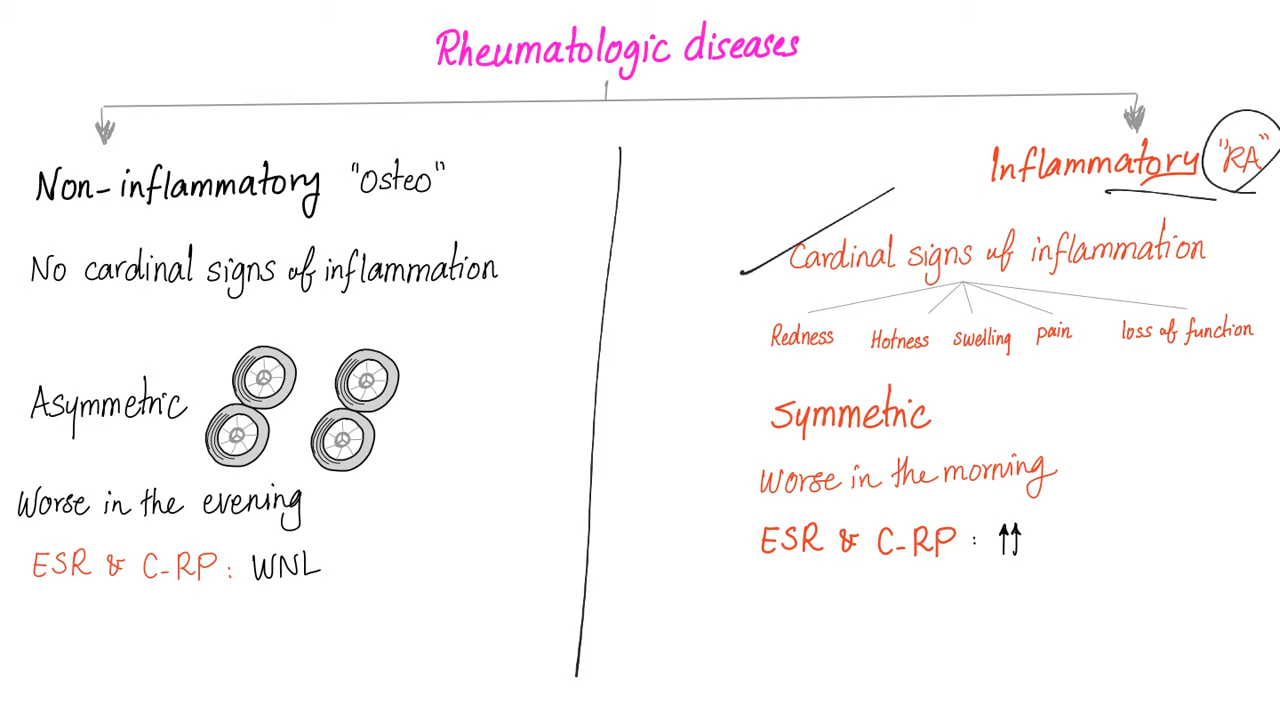 Rheumatologic diseases
Non-inflammatory "Osteo"
No cardinal signs of inflammation
Asymmetric
Worse in the evening
ESR & C-RP: WNL
Inflammatory "RA"
Cardinal signs of inflammation
Redness Hotness swelling pain loss of function
Symmetric
Worse in the morning
ESR & C-RP: ↑↑